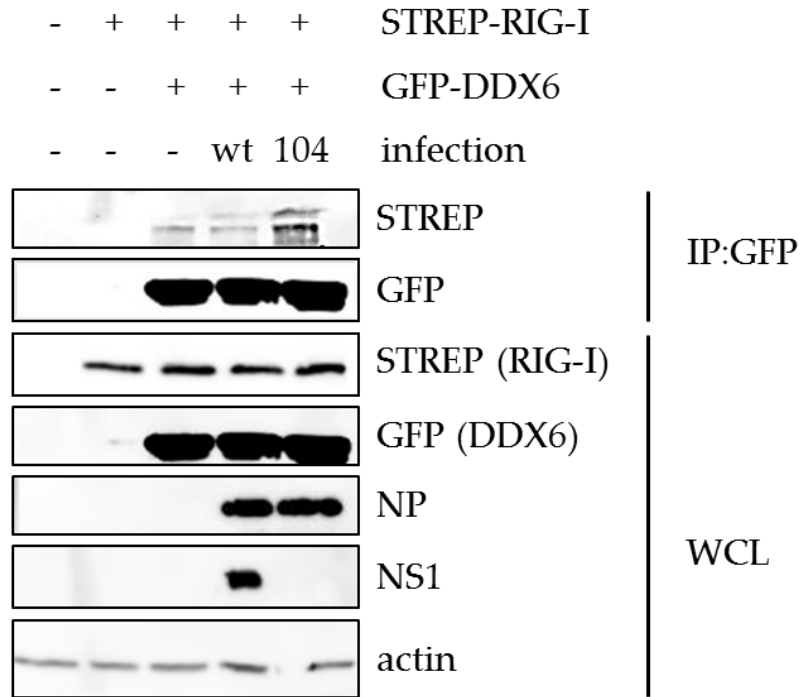 - + + + + STREP-RIG-I
- - + + + GFP-DDX6
- - - wt 104 infection
STREP
IP:GFP
GFP
STREP (RIG-I)
GFP (DDX6)
NP
WCL
NS1
actin